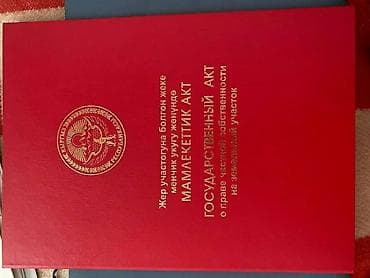 Жер участогуна болгон жеке
менчик укугу жөнүндө
МАМЛЕКЕТТИК АКТ
ГОСУДАРСТВЕННЫЙ АКТ
о праве частной собственности
на земельный участок